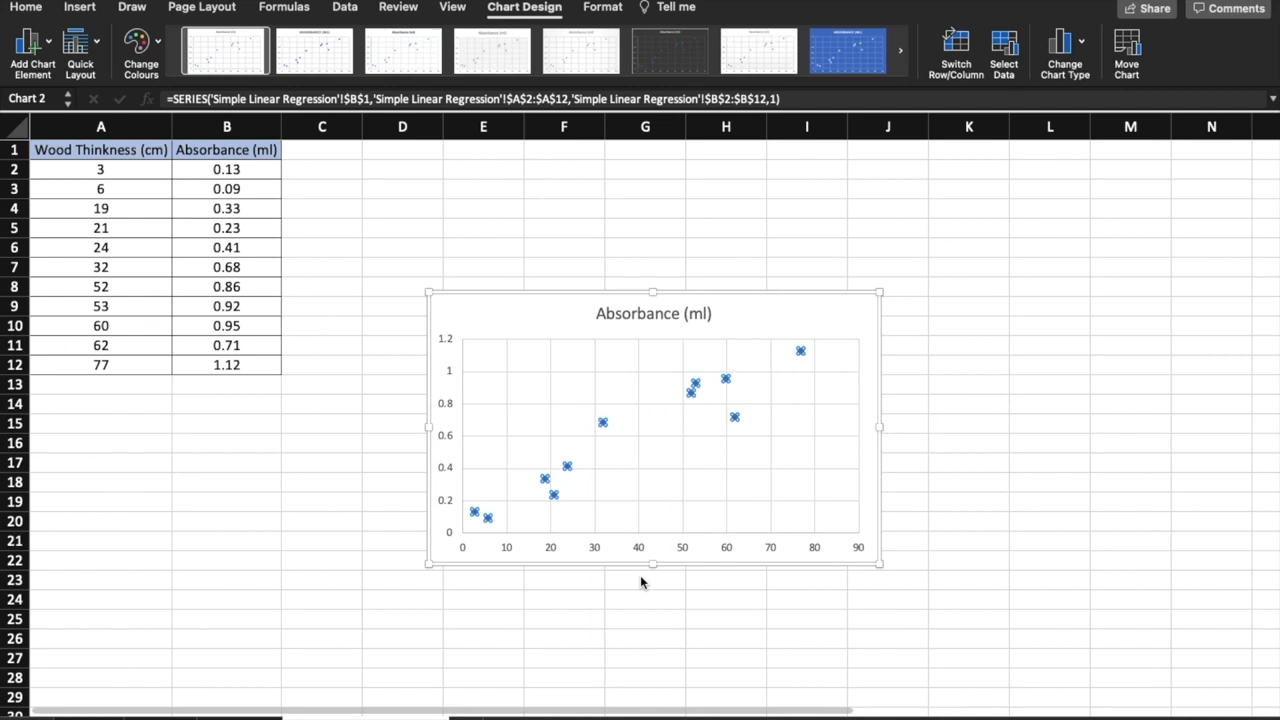 Home Insert Draw Page Layout Formulas Data Review View Chart Design Format Tell me Share Comments
Add Chart Element
Quick Layout
Change Colours
Switch Row/Column
Select Data
Change Chart Type
Move Chart
Chart 2 fx =SERIES('Simple Linear Regression'!$B$1,'Simple Linear Regression'!$A$2:$A$12,'Simple Linear Regression'!$B$2:$B$12,1)
A B C D E F G H I J K L M N
1 Wood Thinkness (cm) Absorbance (ml)
2 3 0.13
3 6 0.09
4 19 0.33
5 21 0.23
6 24 0.41
7 32 0.68
8 52 0.86
9 53 0.92
10 60 0.95
11 62 0.71
12 77 1.12
13
14
15
16
17
18
19
20
21
22
23
24
25
26
27
28
29
30
Absorbance (ml)
1.2
1
0.8
0.6
0.4
0.2
0
0 10 20 30 40 50 60 70 80 90